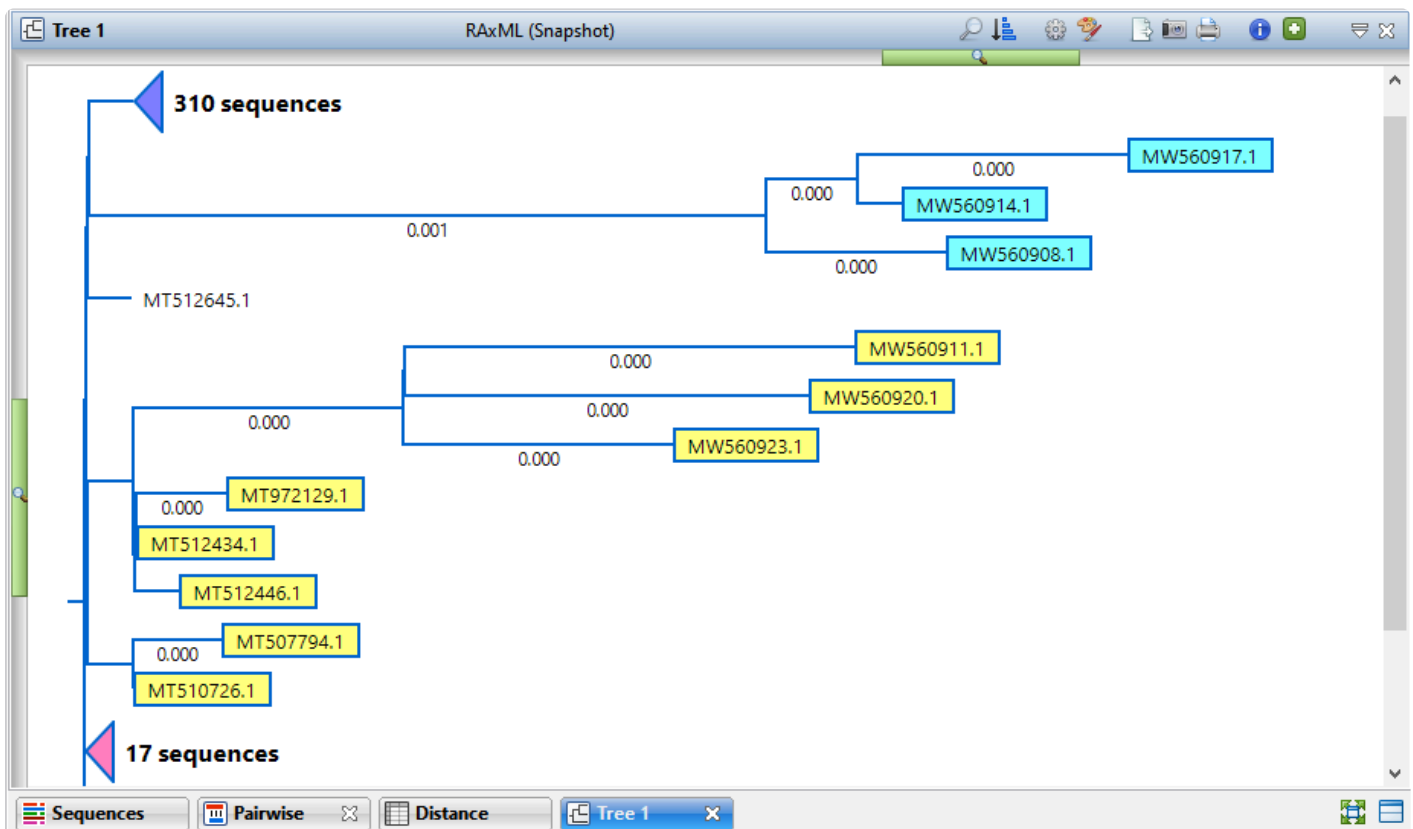 Tree 1 RAxML (Snapshot)
310 sequences
MW560917.1
0.000
0.000
MW560914.1
0.001
MW560908.1
0.000
MT512645.1
MW560911.1
0.000
MW560920.1
0.000
0.000
MW560923.1
0.000
MT972129.1
0.000
MT512434.1
MT512446.1
MT507794.1
0.000
MT510726.1
17 sequences
Sequences Pairwise Distance Tree 1